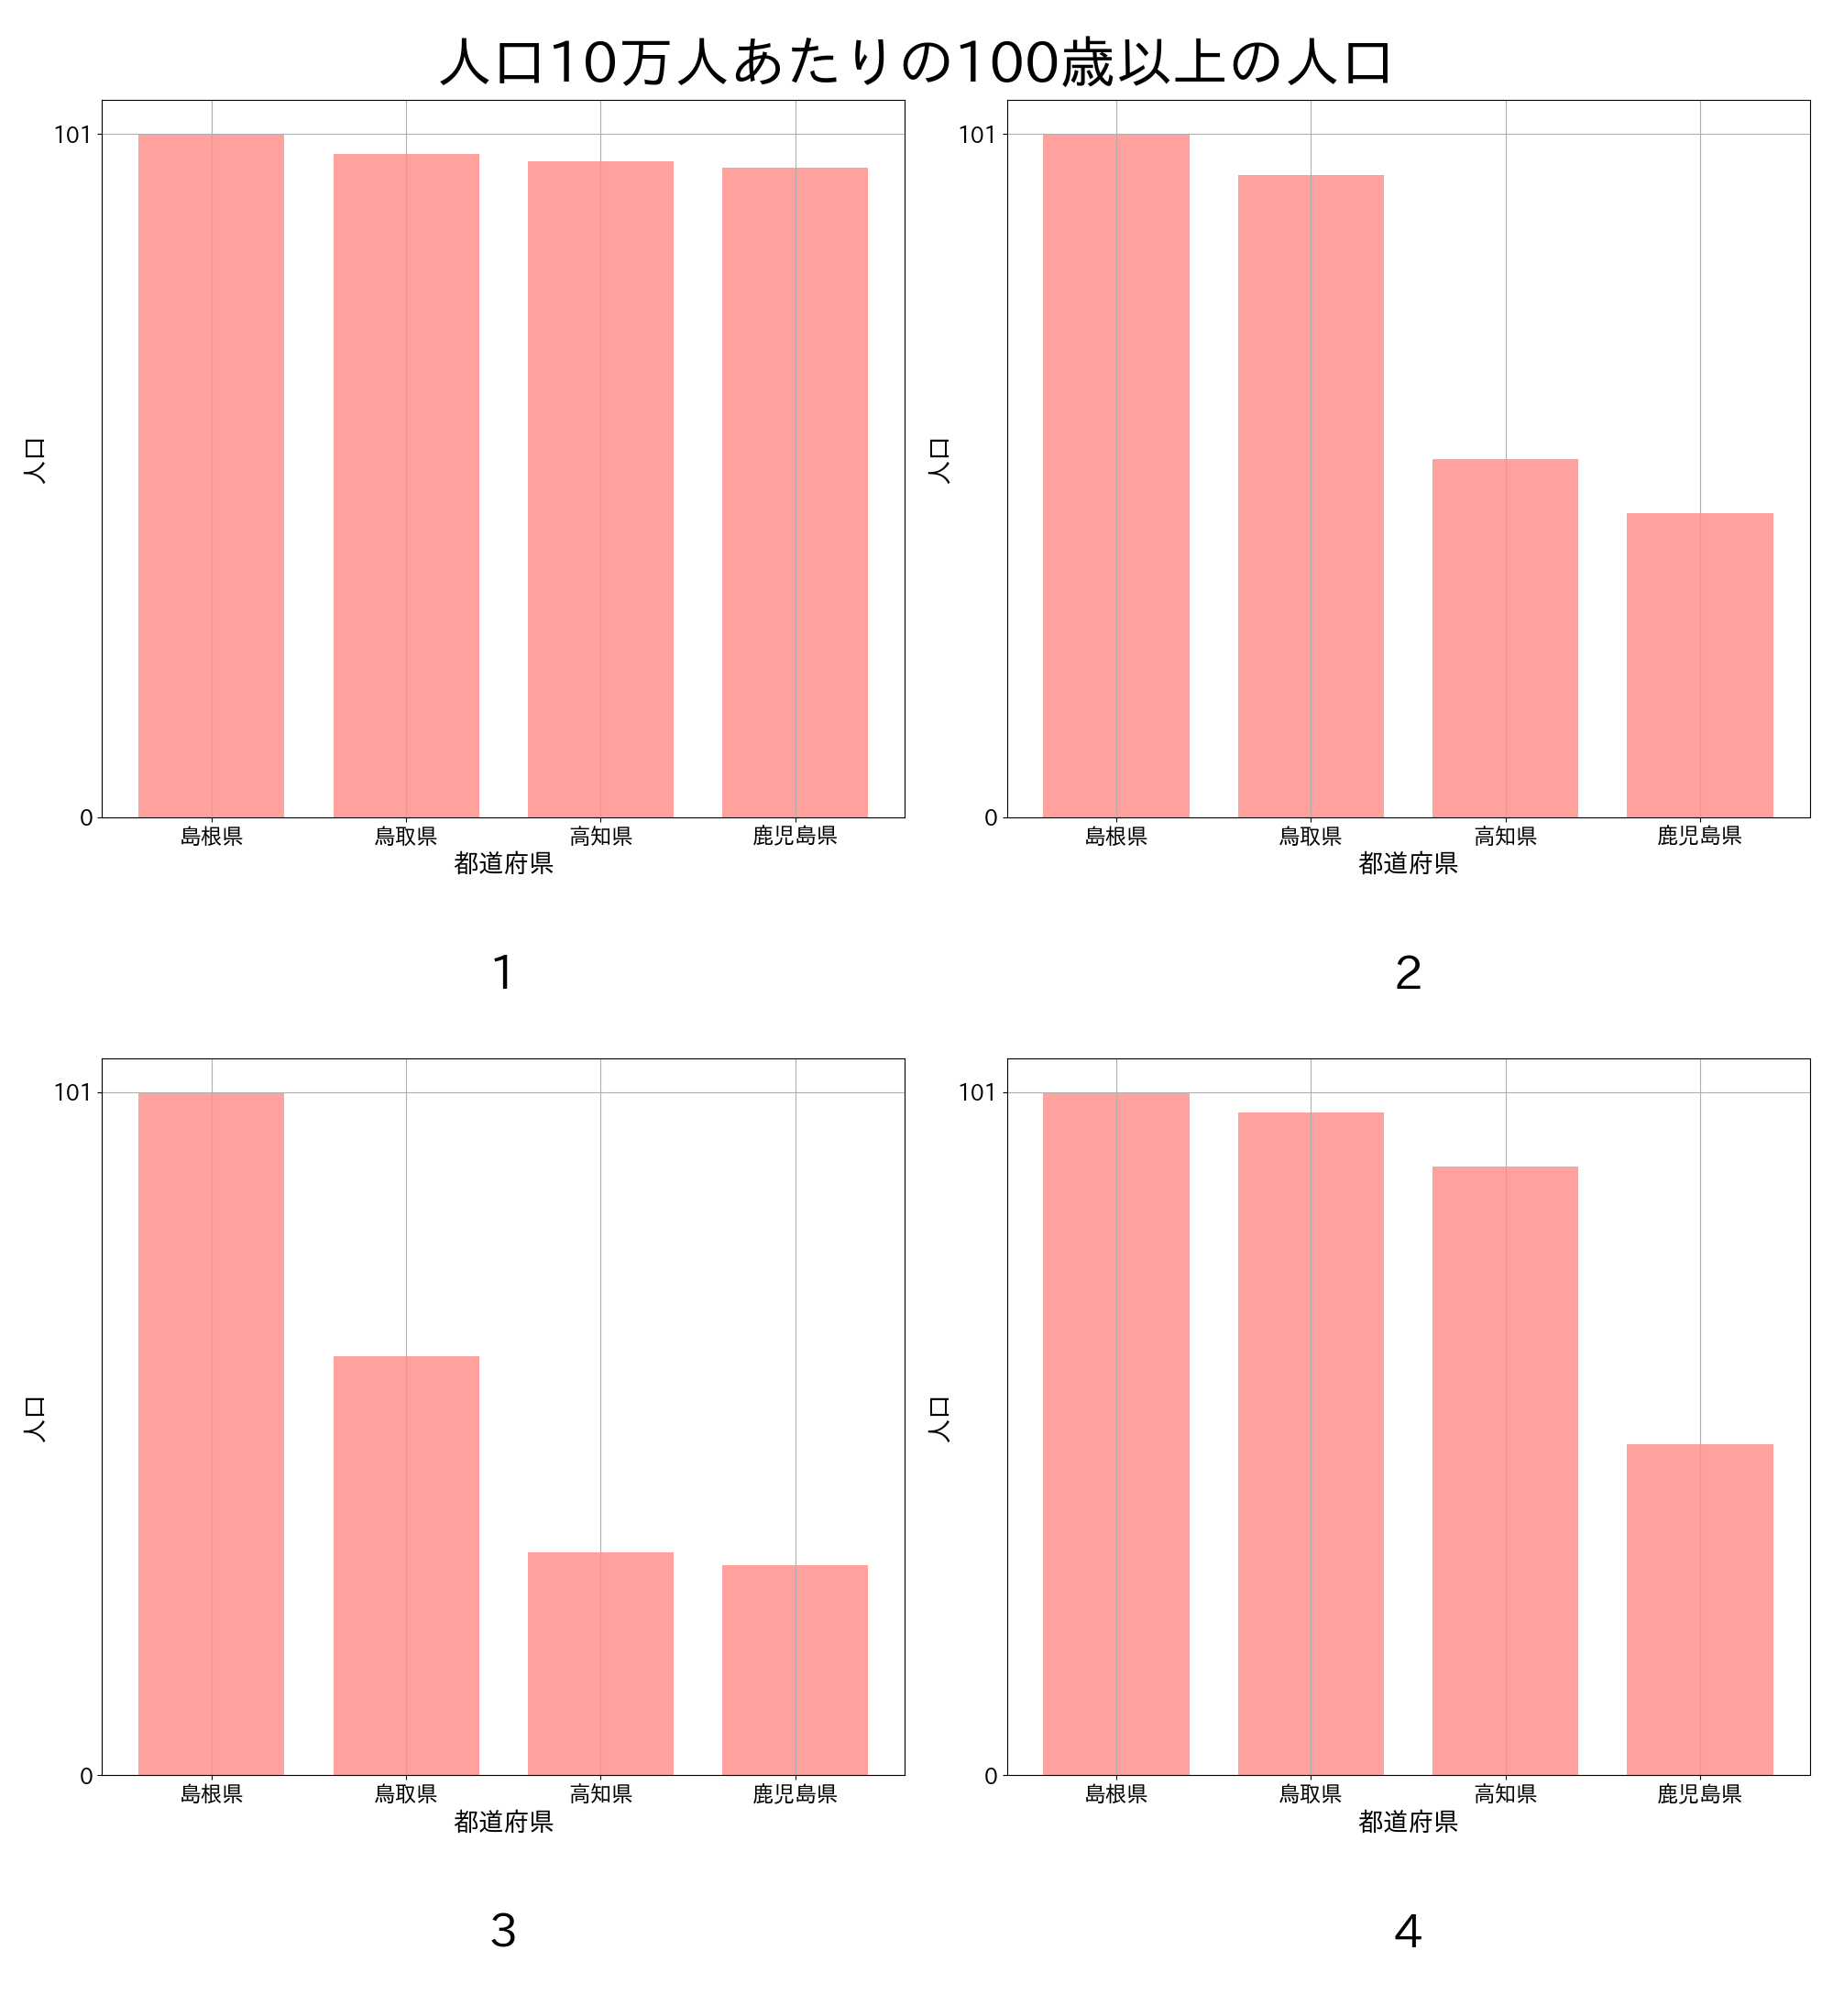 人口10万人あたりの100歳以上の人口
101
人口
0
島根県 鳥取県 高知県 鹿児島県
都道府県
1
101
人口
0
島根県 鳥取県 高知県 鹿児島県
都道府県
2
101
人口
0
島根県 鳥取県 高知県 鹿児島県
都道府県
3
101
人口
0
島根県 鳥取県 高知県 鹿児島県
都道府県
4